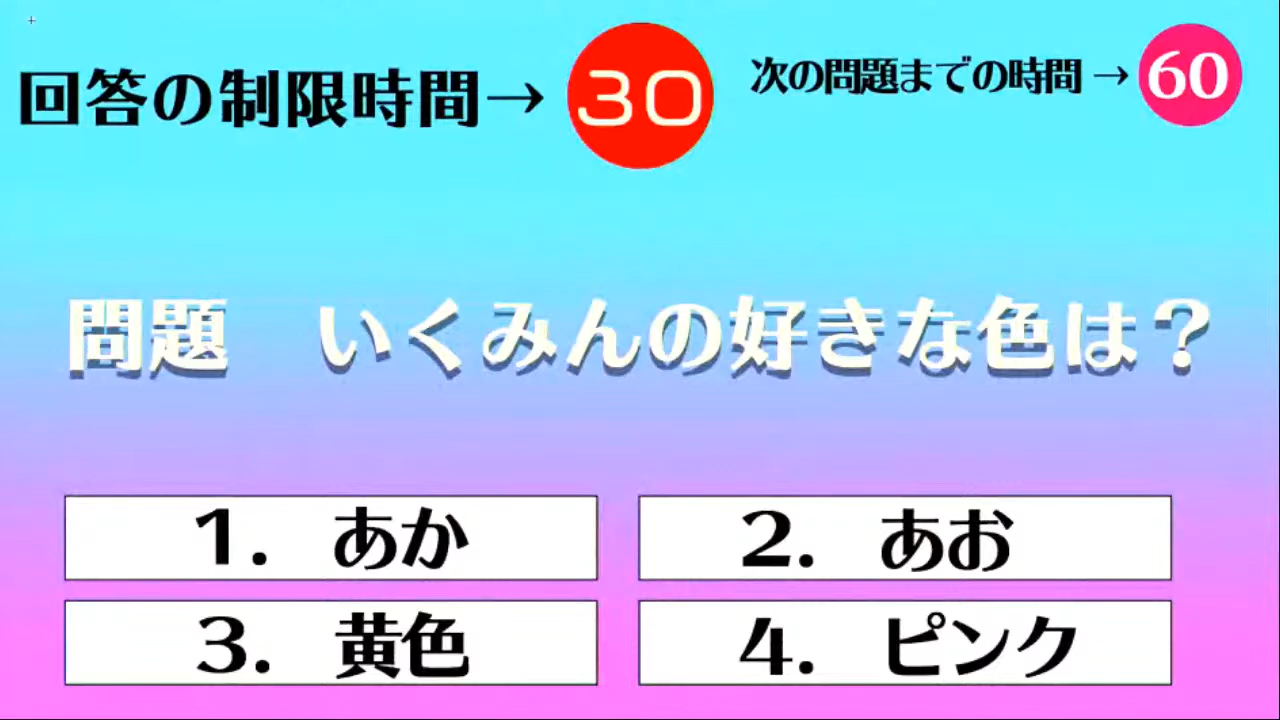 回答の制限時間→ 30
次の問題までの時間 → 60
問題　いくみんの好きな色は？
1.　あか
2.　あお
3.　黄色
4.　ピンク